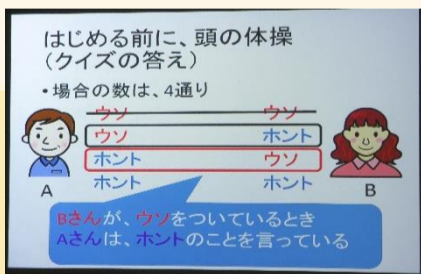 はじめる前に、頭の体操
（クイズの答え）
・場合の数は、4通り
ウソ ウソ
ウソ ホント
ホント ウソ
ホント ホント
A B
Bさんが、ウソをついているとき
Aさんは、ホントのことを言っている